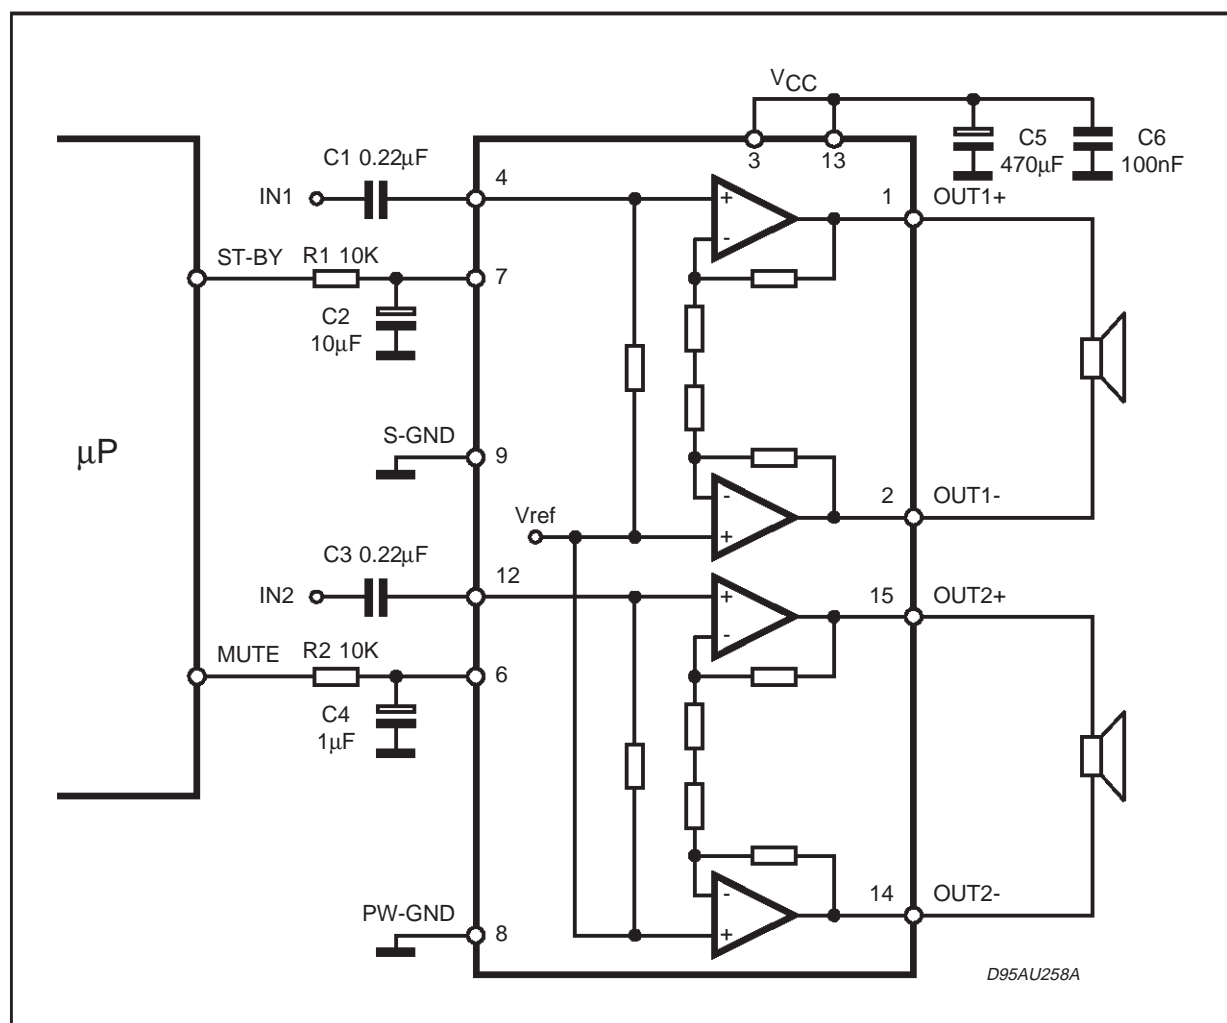 VCC
C1 0.22μF
3
13
C5
470μF
C6
100nF
IN1
4
1
OUT1+
+
-
ST-BY
R1 10K
7
C2
10μF
μP
S-GND
9
-
+
2
OUT1-
Vref
C3 0.22μF
IN2
12
15
OUT2+
+
-
MUTE
R2 10K
6
C4
1μF
PW-GND
8
-
+
14
OUT2-
D95AU258A